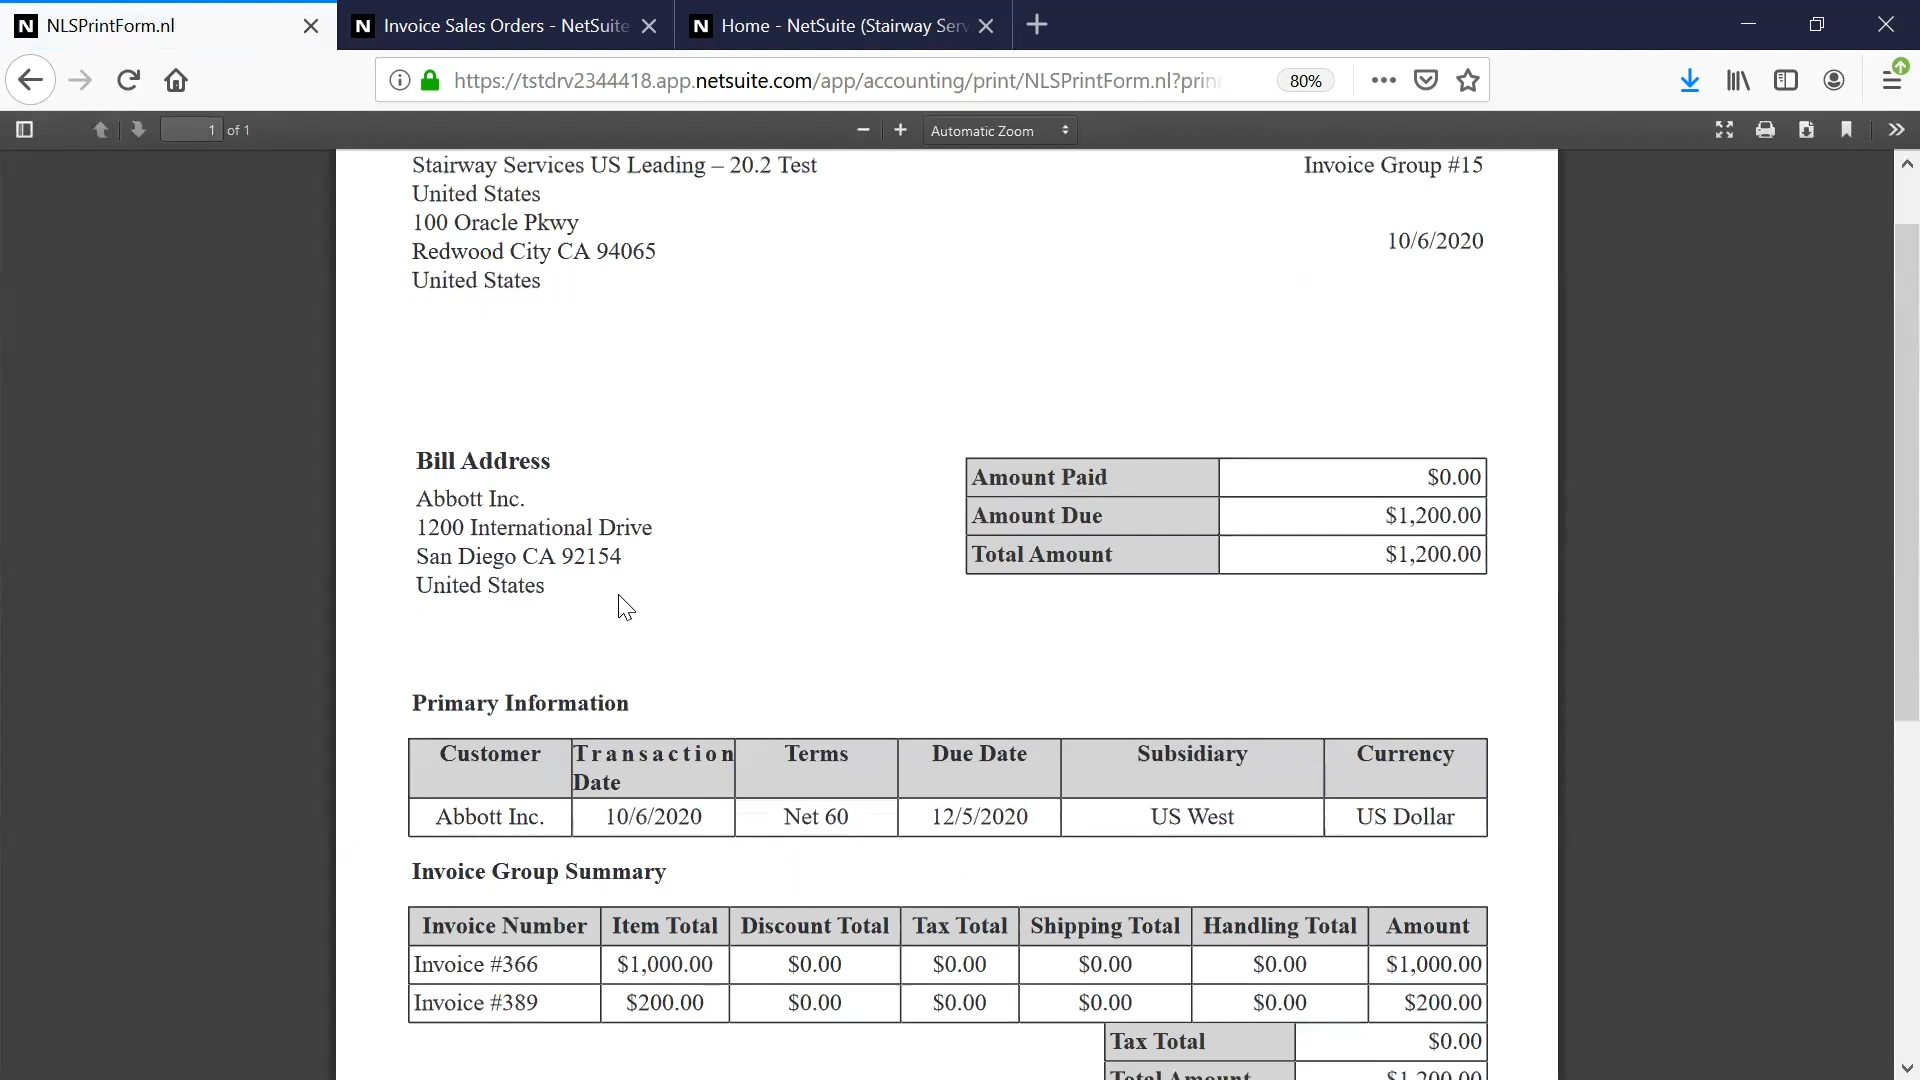 NLSPrintForm.nl
Invoice Sales Orders - NetSuite
Home - NetSuite (Stairway Serv
https://tstdrv2344418.app.netsuite.com/app/accounting/print/NLSPrintForm.nl?prin
80%
1 of 1
Automatic Zoom
Stairway Services US Leading – 20.2 Test
Invoice Group #15
United States
100 Oracle Pkwy
10/6/2020
Redwood City CA 94065
United States
Bill Address
Abbott Inc.
1200 International Drive
San Diego CA 92154
United States
Amount Paid $0.00
Amount Due $1,200.00
Total Amount $1,200.00
Primary Information
Customer Transaction Date Terms Due Date Subsidiary Currency
Abbott Inc. 10/6/2020 Net 60 12/5/2020 US West US Dollar
Invoice Group Summary
Invoice Number Item Total Discount Total Tax Total Shipping Total Handling Total Amount
Invoice #366 $1,000.00 $0.00 $0.00 $0.00 $0.00 $1,000.00
Invoice #389 $200.00 $0.00 $0.00 $0.00 $0.00 $200.00
Tax Total $0.00
Total Amount $1,200.00